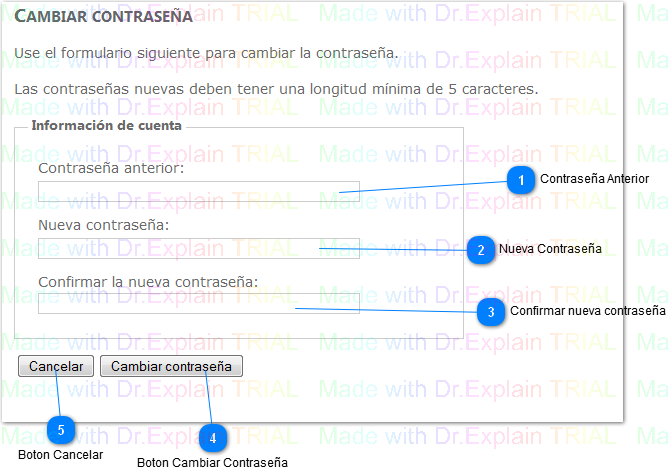 CAMBIAR CONTRASEÑA
Use el formulario siguiente para cambiar la contraseña.
Las contraseñas nuevas deben tener una longitud mínima de 5 caracteres.
Información de cuenta
Contraseña anterior:
1 Contraseña Anterior
Nueva contraseña:
2 Nueva Contraseña
Confirmar la nueva contraseña:
3 Confirmar nueva contraseña
Cancelar Cambiar contraseña
5 4
Boton Cancelar Boton Cambiar Contraseña
Made with Dr.Explain TRIAL